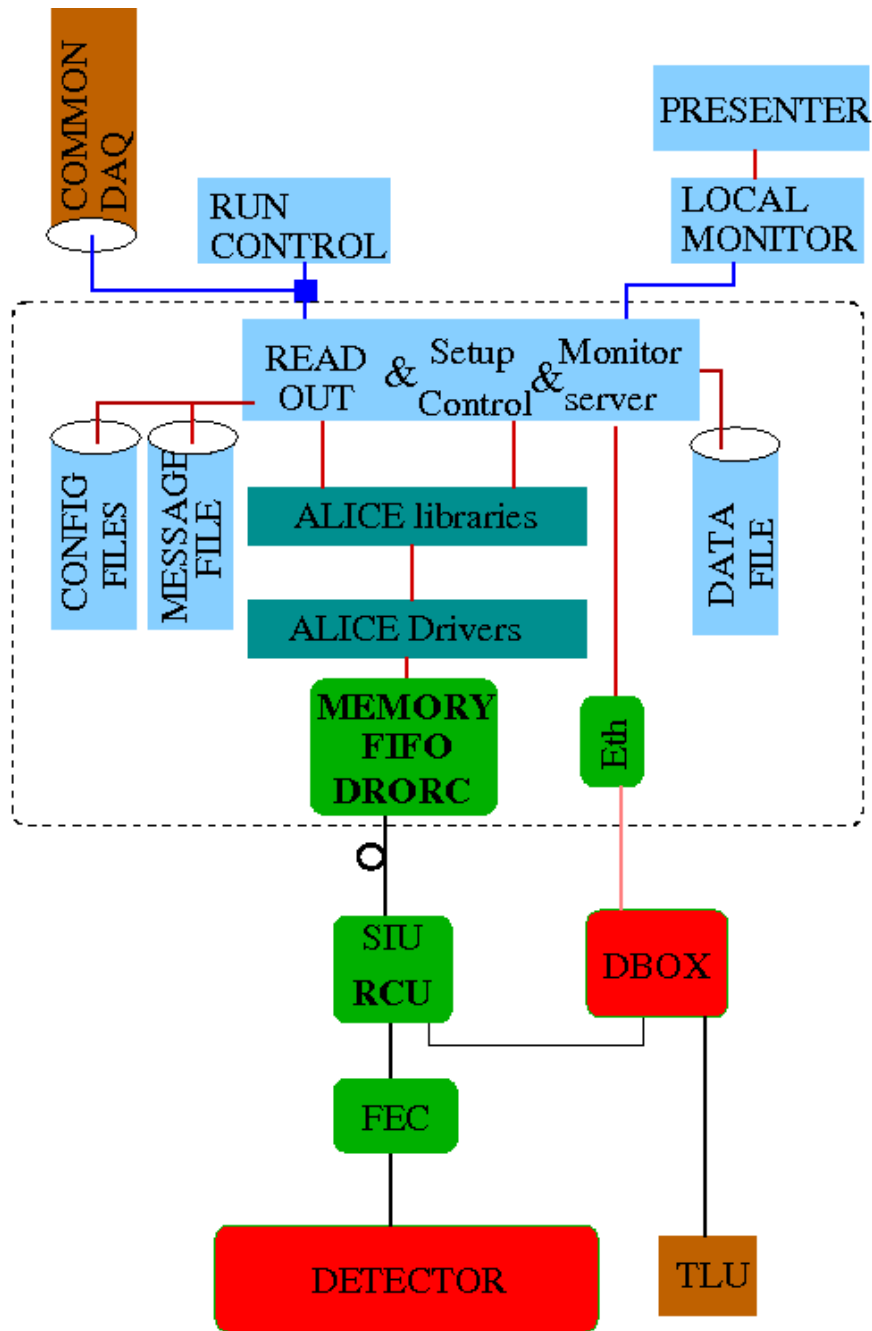 COMMON
DAQ
PRESENTER
RUN
CONTROL
LOCAL
MONITOR
READ
OUT
&
Setup
Control
&
Monitor
server
CONFIG
FILES
MESSAGE
FILE
DATA
FILE
ALICE libraries
ALICE Drivers
MEMORY
FIFO
DRORC
Eth
SIU
RCU
DBOX
FEC
DETECTOR
TLU